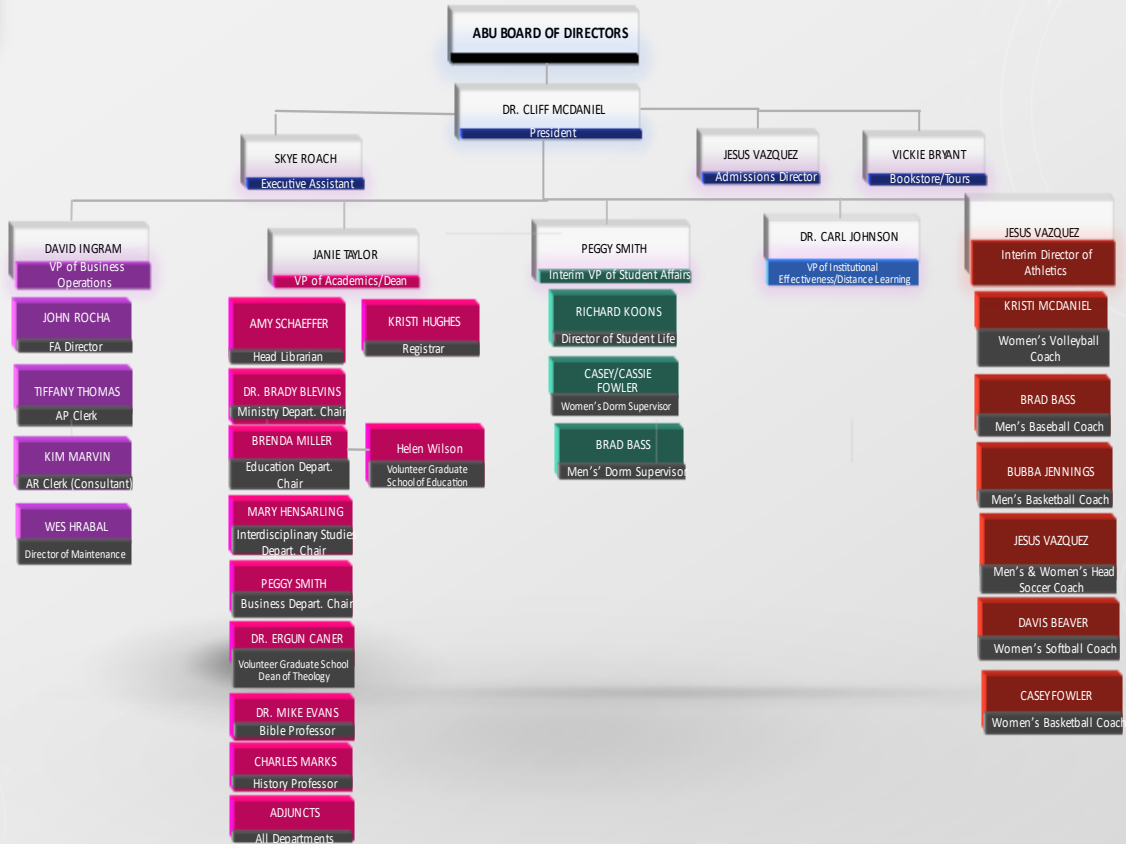 ABU BOARD OF DIRECTORS
DR. CLIFF MCDANIEL
President
SKYE ROACH
Executive Assistant
JESUS VAZQUEZ
Admissions Director
VICKIE BRYANT
Bookstore/Tours
DAVID INGRAM
VP of Business
Operations
JOHN ROCHA
FA Director
TIFFANY THOMAS
AP Clerk
KIM MARVIN
AR Clerk (Consultant)
WES HRABAL
Director of Maintenance
JANIE TAYLOR
VP of Academics/Dean
AMY SCHAEFFER
Head Librarian
KRISTI HUGHES
Registrar
DR. BRADY BLEVINS
Ministry Depart. Chair
BRENDA MILLER
Education Depart.
Chair
Helen Wilson
Volunteer Graduate
School of Education
MARY HENSARLING
Interdisciplinary Studies
Depart. Chair
PEGGY SMITH
Business Depart. Chair
DR. ERGUN CANER
Volunteer Graduate School
Dean of Theology
DR. MIKE EVANS
Bible Professor
CHARLES MARKS
History Professor
ADJUNCTS
All Departments
PEGGY SMITH
Interim VP of Student Affairs
RICHARD KOONS
Director of Student Life
CASEY/CASSIE
FOWLER
Women's Dorm Supervisor
BRAD BASS
Mens' Dorm Supervisor
DR. CARL JOHNSON
VP of Institutional
Effectiveness/Distance Learning
JESUS VAZQUEZ
Interim Director of
Athletics
KRISTI MCDANIEL
Women's Volleyball
Coach
BRAD BASS
Men's Baseball Coach
BUBBA JENNINGS
Men's Basketball Coach
JESUS VAZQUEZ
Men's & Women's Head
Soccer Coach
DAVIS BEAVER
Women's Softball Coach
CASEY FOWLER
Women's Basketball Coach